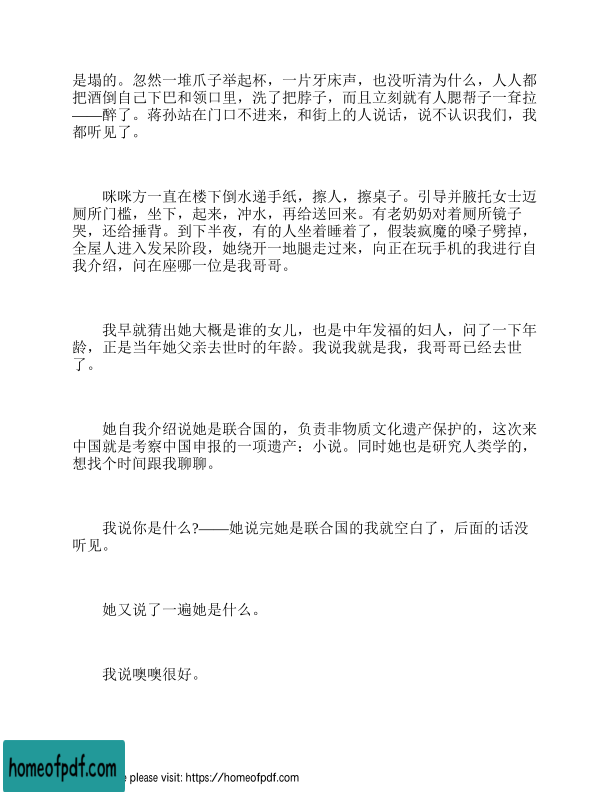 是塌的。忽然一堆爪子举起杯，一片牙床声，也没听清为什么，人人都
把酒倒自己下巴和领口里，洗了把脖子，而且立刻就有人腮帮子一耷拉
——醉了。蒋孙站在门口不进来，和街上的人说话，说不认识我们，我
都听见了。
咪咪方一直在楼下倒水递手纸，擦人，擦桌子。引导并腋托女士迈
厕所门槛，坐下，起来，冲水，再给送回来。有老奶奶对着厕所镜子
哭，还给捶背。到下半夜，有的人坐着睡着了，假装疯魔的嗓子劈掉，
全屋人进入发呆阶段，她绕开一地腿走过来，向正在玩手机的我进行自
我介绍，问在座哪一位是我哥哥。
我早就猜出她大概是谁的女儿，也是中年发福的妇人，问了一下年
龄，正是当年她父亲去世时的年龄。我说我就是我，我哥哥已经去世
了。
她自我介绍说她是联合国的，负责非物质文化遗产保护的，这次来
中国就是考察中国申报的一项遗产：小说。同时她也是研究人类学的，
想找个时间跟我聊聊。
我说你是什么?——她说完她是联合国的我就空白了，后面的话没
听见。
她又说了一遍她是什么。
我说噢噢很好。
homeofpdf.com
e please visit: https://homeofpdf.com